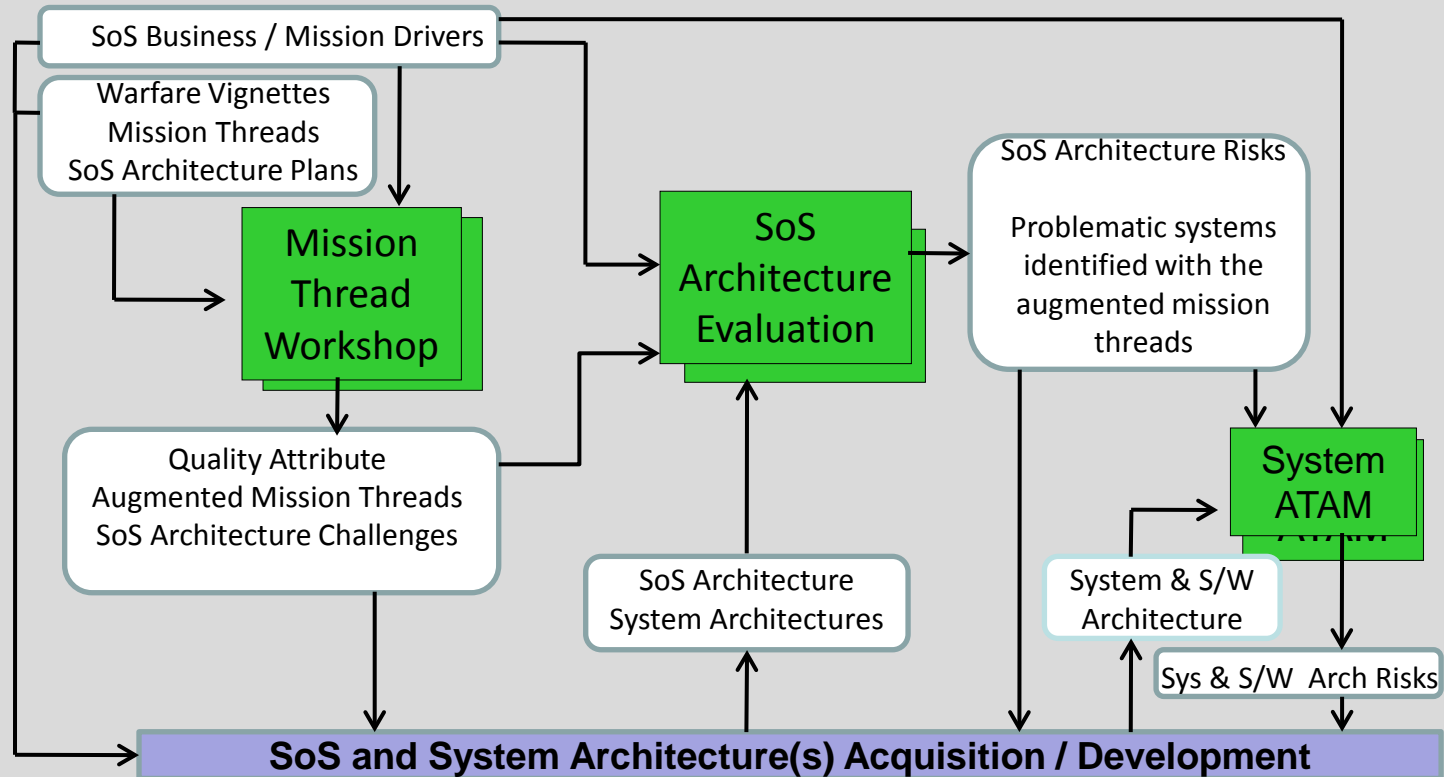 SoS Business / Mission Drivers
Warfare Vignettes
Mission Threads
SoS Architecture Plans
Mission
Thread
Workshop
SoS
Architecture
Evaluation
SoS Architecture Risks
Problematic systems
identified with the
augmented mission
threads
Quality Attribute
Augmented Mission Threads
SoS Architecture Challenges
SoS Architecture
System Architectures
System
ATAM
ATAM
System & S/W
Architecture
Sys & S/W Arch Risks
SoS and System Architecture(s) Acquisition / Development